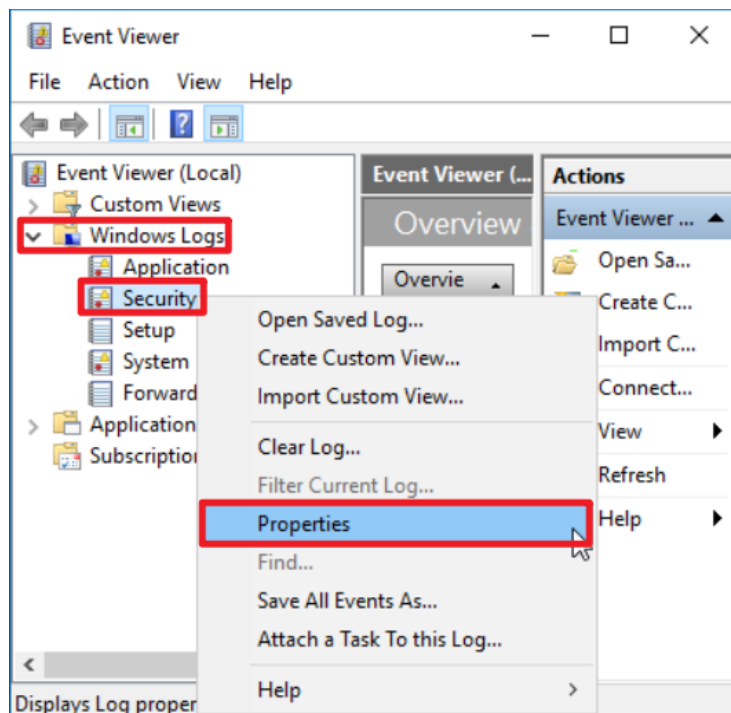 Event Viewer
File Action View Help
Event Viewer (Local)
Custom Views
Windows Logs
Application
Security
Setup
System
Forward
Application
Subscription
Event Viewer (...
Overview
Overvie
Actions
Event Viewer ...
Open Sa...
Create C...
Import C...
Connect...
View
Refresh
Help
Open Saved Log...
Create Custom View...
Import Custom View...
Clear Log...
Filter Current Log...
Properties
Find...
Save All Events As...
Attach a Task To this Log...
Help
Displays Log proper